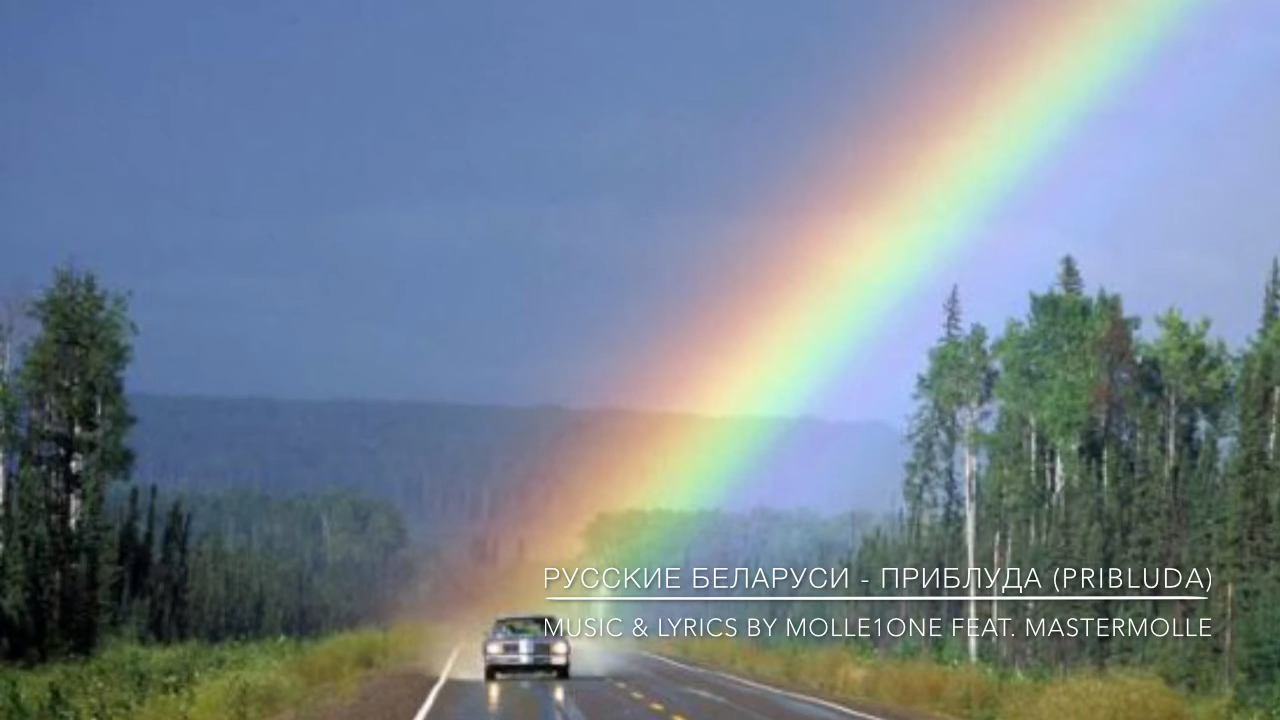 РУССКИЕ БЕЛАРУСИ - ПРИБЛУДА (PRIBLUDA)
MUSIC & LYRICS BY MOLLE1ONE FEAT. MASTERMOLLE